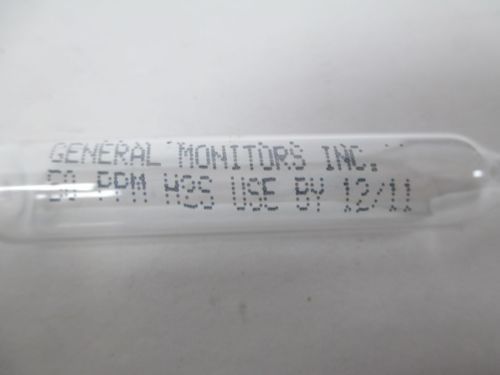 GENERAL MONITORS INC.
50 PPM H2S USE BY 12/11